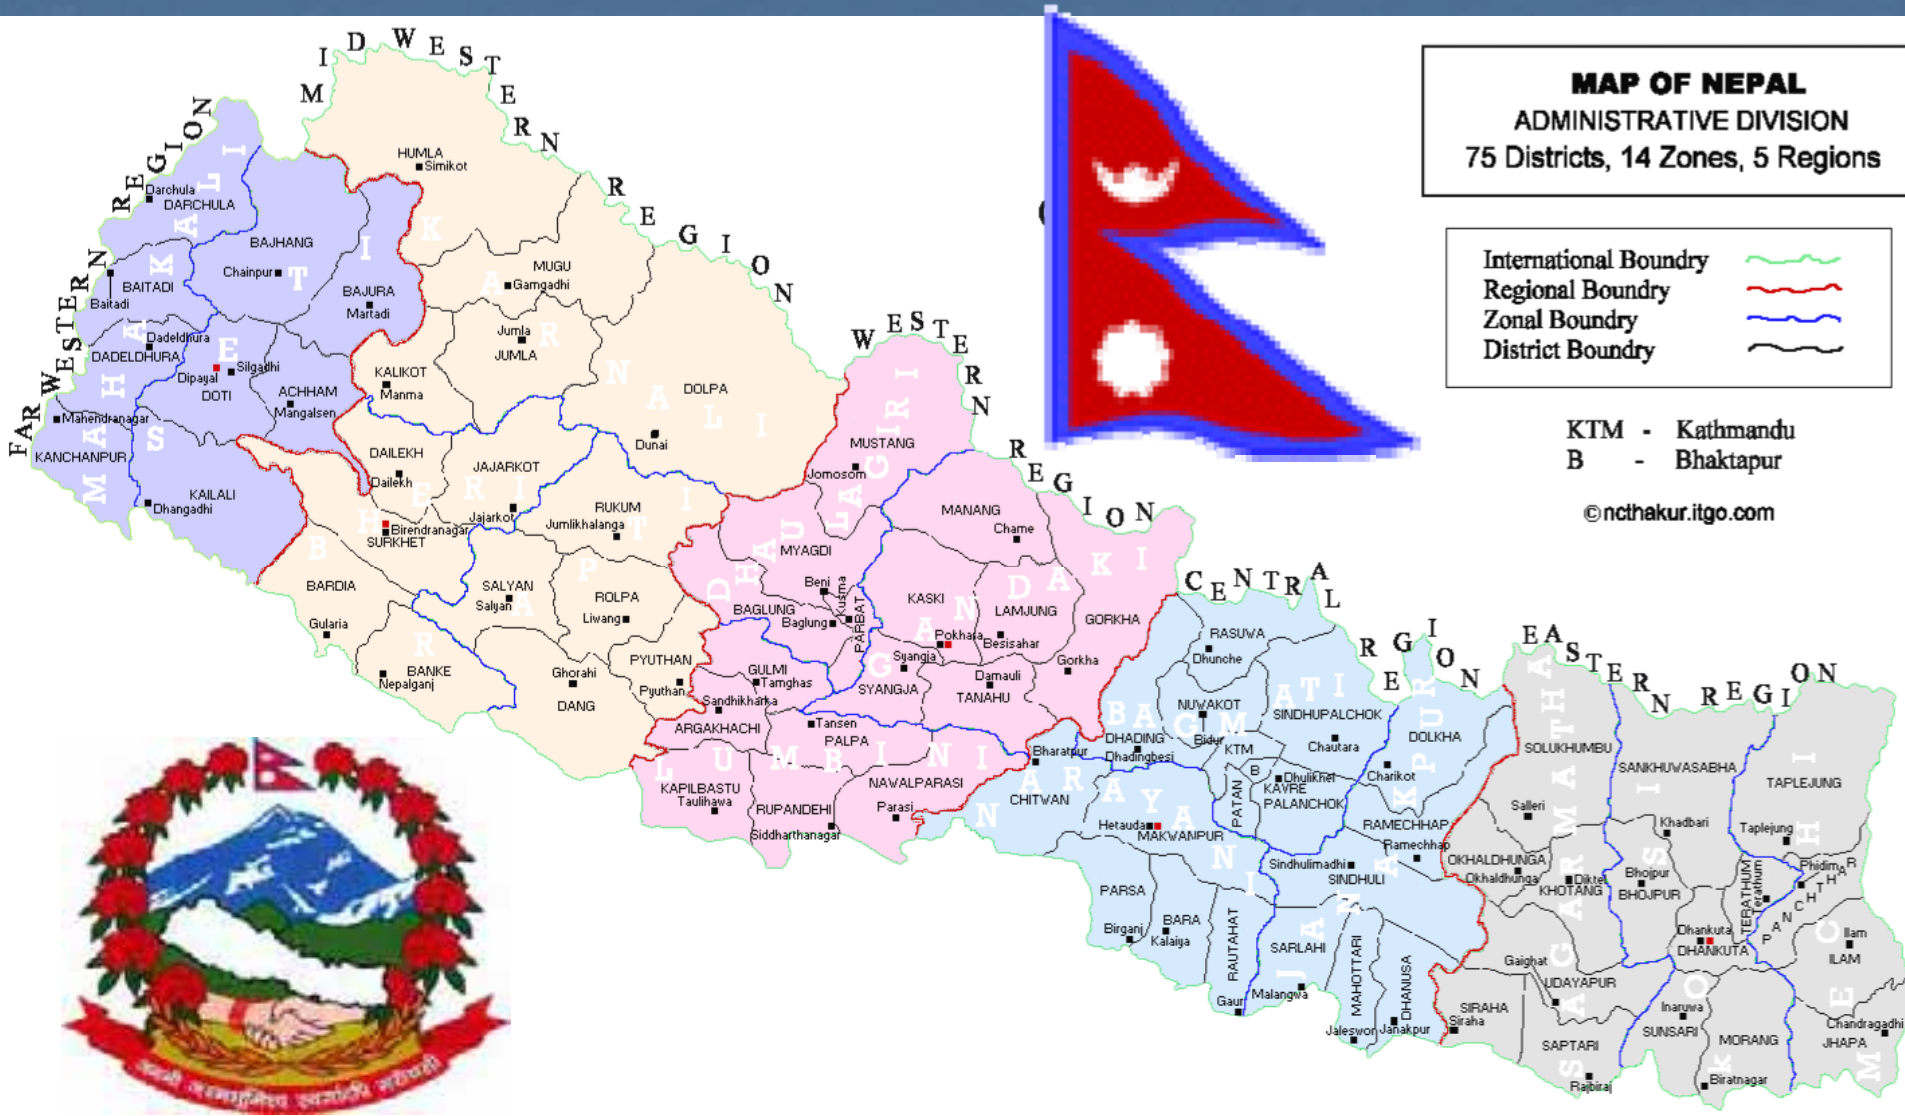 MAP OF NEPAL
ADMINISTRATIVE DIVISION
75 Districts, 14 Zones, 5 Regions
International Boundry
Regional Boundry
Zonal Boundry
District Boundry
KTM - Kathmandu
B - Bhaktapur
©ncthakur.itgo.com
FAR WESTERN REGION
MAHAKALI
SETI
Darchula
DARCHULA
BAJHANG
Chainpur
BAITADI
Baitadi
BAJURA
Martadi
Dadeldhura
DADELDHURA
Dipayal
Silgadhi
DOTI
ACHHAM
Mangalsen
Mahendranagar
KANCHANPUR
KAILALI
Dhangadhi
MID WESTERN REGION
KARNALI
BHERI
RAPTI
HUMLA
Simikot
MUGU
Gamgadhi
Jumla
JUMLA
KALIKOT
Manma
DOLPA
Dunai
DAILEKH
Dailekh
JAJARKOT
Jajarkot
RUKUM
Jumlikhalanga
Birendranagar
SURKHET
BARDIA
Gularia
SALYAN
Salyan
ROLPA
Liwang
BANKE
Nepalganj
Ghorahi
DANG
PYUTHAN
Pyuthan
WESTERN REGION
DHAULAGIRI
GANDAKI
LUMBINI
MUSTANG
Jomosom
MANANG
Chame
MYAGDI
Beni
Kusma
PARBAT
BAGLUNG
Baglung
KASKI
Pokhara
LAMJUNG
Besisahar
GORKHA
Gorkha
GULMI
Tamghas
Syangja
SYANGJA
Damauli
TANAHU
Sandhikharka
ARGAKHACHI
Tansen
PALPA
KAPILBASTU
Taulihawa
RUPANDEHI
Siddharthanagar
NAWALPARASI
Parasi
CENTRAL REGION
BAGMATI
NARAYANI
JANAKPUR
RASUWA
Dhunche
NUWAKOT
Bidur
SINDHUPALCHOK
Chautara
DHADING
Dhadingbesi
KTM
B
PATAN
Dhulikhel
KAVRE
PALANCHOK
DOLKHA
Charikot
Bharatpur
CHITWAN
Hetauda
MAKWANPUR
RAMECHHAP
Ramechhap
Sindhulimadhi
SINDHULI
PARSA
Birganj
BARA
Kalaiya
RAUTAHAT
Gaur
SARLAHI
Malangwa
MAHOTTARI
Jaleswor
DHANUSA
Janakpur
EASTERN REGION
SAGARMATHA
KOSI
MECHI
SOLUKHUMBU
Salleri
SANKHUWASABHA
Khadbari
TAPLEJUNG
Taplejung
OKHALDHUNGA
Okhaldhunga
Diktel
KHOTANG
Bhojpur
BHOJPUR
TERATHUM
Terathum
Phidim
PANCHTHAR
Dhankuta
DHANKUTA
Ilam
ILAM
Gaighat
UDAYAPUR
SIRAHA
Siraha
SAPTARI
Rajbiraj
Inaruwa
SUNSARI
MORANG
Biratnagar
Chandragadhi
JHAPA